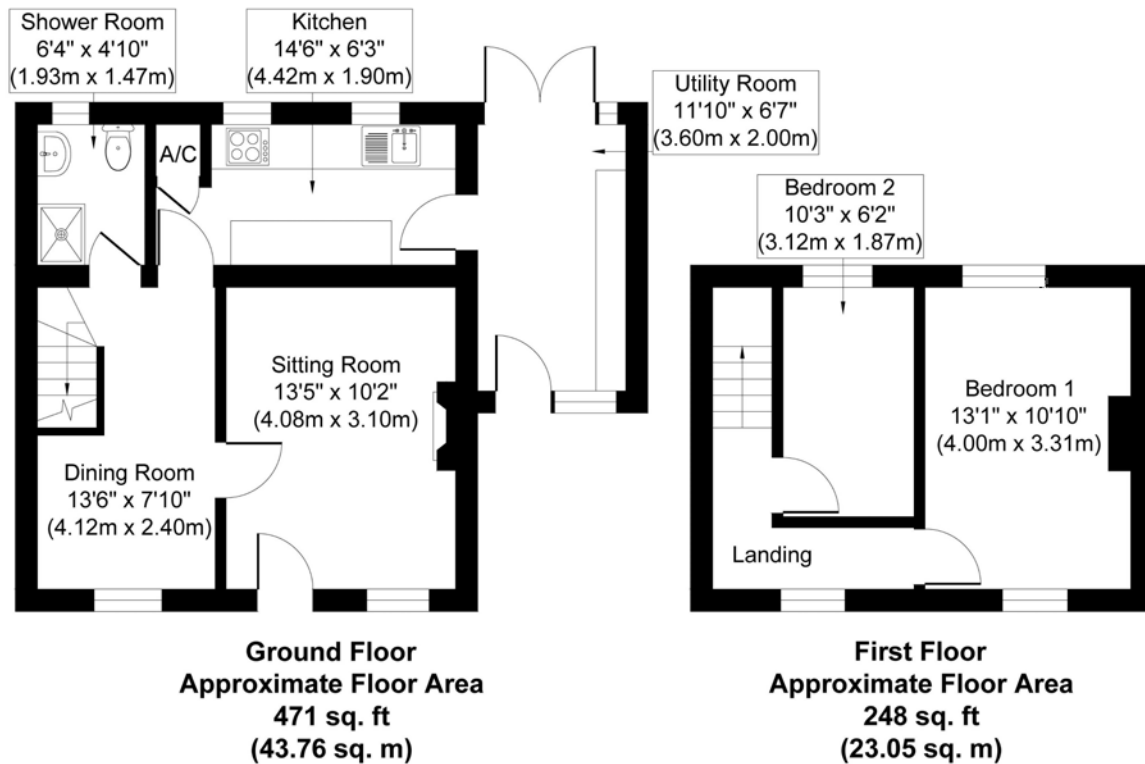 Shower Room
6'4" x 4'10"
(1.93m x 1.47m)
Kitchen
14'6" x 6'3"
(4.42m x 1.90m)
Utility Room
11'10" x 6'7"
(3.60m x 2.00m)
A/C
Bedroom 2
10'3" x 6'2"
(3.12m x 1.87m)
Sitting Room
13'5" x 10'2"
(4.08m x 3.10m)
Dining Room
13'6" x 7'10"
(4.12m x 2.40m)
Bedroom 1
13'1" x 10'10"
(4.00m x 3.31m)
Landing
Ground Floor
Approximate Floor Area
471 sq. ft
(43.76 sq. m)
First Floor
Approximate Floor Area
248 sq. ft
(23.05 sq. m)